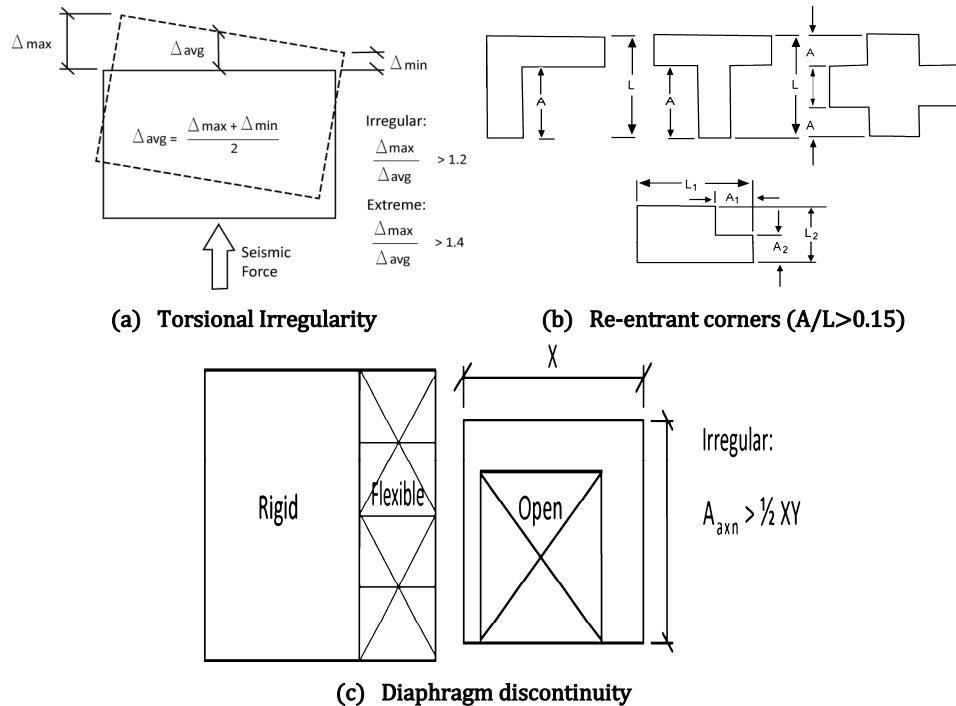 Δ max
Δ avg
Δ min
Δ avg = Δ max + Δ min
2
Irregular:
Δ max
Δ avg
> 1.2
Extreme:
Δ max
Δ avg
> 1.4
Seismic
Force
(a) Torsional Irregularity
A
L
A
L
A
A
L₁
A₁
A₂
L₂
(b) Re-entrant corners (A/L>0.15)
Rigid
Flexible
X
Open
Irregular:
Aaxn > ½ XY
(c) Diaphragm discontinuity